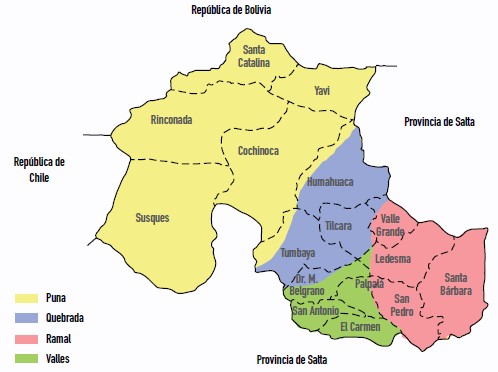 República de Bolivia
Santa
Catalina
Yavi
Rinconada
Provincia de Salta
Cochinoca
República de
Chile
Humahuaca
Susques
Valle
Grande
Tilcara
Tumbaya
Ledesma
Dr. M.
Belgrano
Palpalá
Santa
Bárbara
San
Pedro
San Antonio
El Carmen
Puna
Quebrada
Ramal
Valles
Provincia de Salta